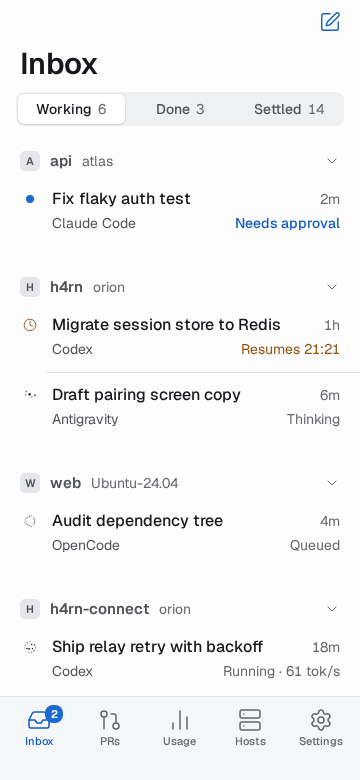 Inbox
Working 6 Done 3 Settled 14
A api atlas
Fix flaky auth test 2m
Claude Code Needs approval
H h4rn orion
Migrate session store to Redis 1h
Codex Resumes 21:21
Draft pairing screen copy 6m
Antigravity Thinking
W web Ubuntu-24.04
Audit dependency tree 4m
OpenCode Queued
H h4rn-connect orion
Ship relay retry with backoff 18m
Codex Running · 61 tok/s
2
Inbox PRs Usage Hosts Settings